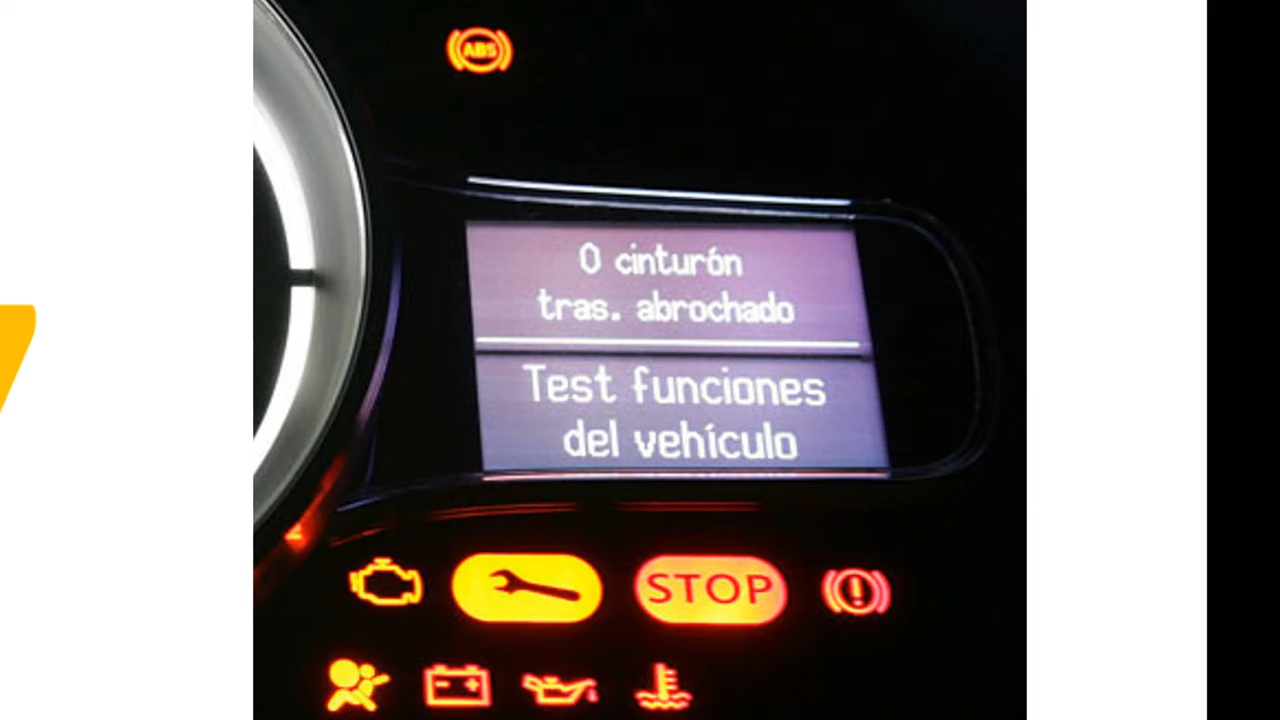 ABS
0 cinturón
tras. abrochado
Test funciones
del vehículo
STOP